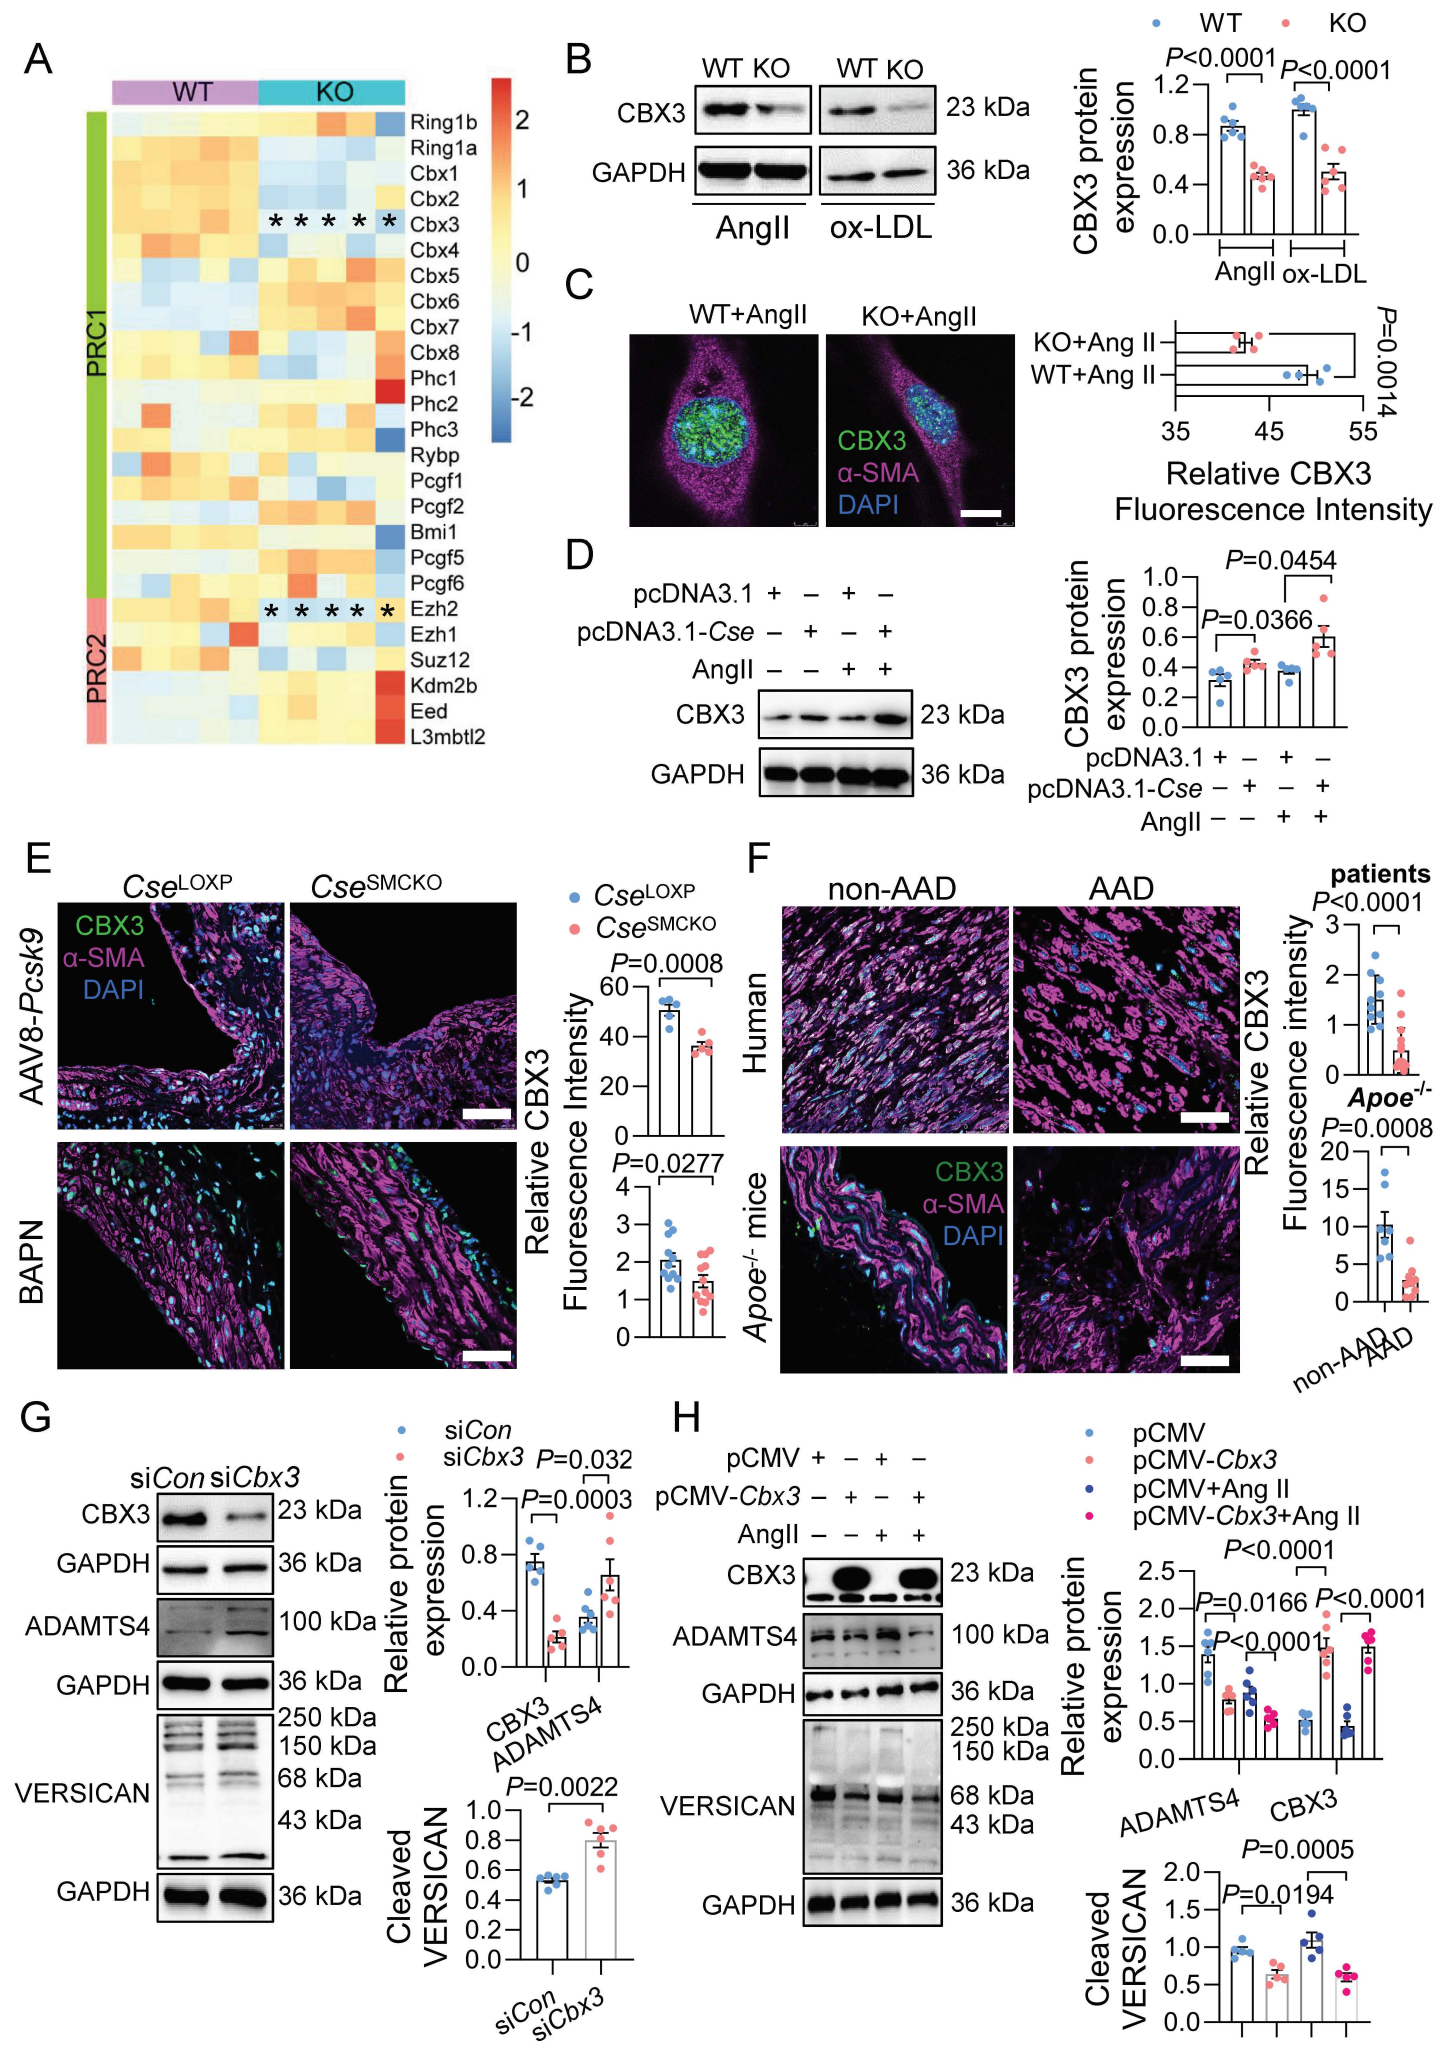 A
WT KO
PRC1
PRC2
Ring1b
Ring1a
Cbx1
Cbx2
* * * * * Cbx3
Cbx4
Cbx5
Cbx6
Cbx7
Cbx8
Phc1
Phc2
Phc3
Rybp
Pcgf1
Pcgf2
Bmi1
Pcgf5
Pcgf6
* * * * * Ezh2
Ezh1
Suz12
Kdm2b
Eed
L3mbtl2
2
1
0
-1
-2
B
WT KO WT KO
CBX3 23 kDa
GAPDH 36 kDa
AngII ox-LDL
WT KO
P<0.0001 P<0.0001
CBX3 protein
expression
1.2
0.8
0.4
0.0
AngII ox-LDL
C
WT+AngII KO+AngII
CBX3
α-SMA
DAPI
KO+Ang II
WT+Ang II
P=0.0014
35 45 55
Relative CBX3
Fluorescence Intensity
D
pcDNA3.1 + – + –
pcDNA3.1-Cse – + – +
AngII – – + +
CBX3 23 kDa
GAPDH 36 kDa
P=0.0454
P=0.0366
CBX3 protein
expression
1.0
0.8
0.6
0.4
0.2
0.0
pcDNA3.1 + – + –
pcDNA3.1-Cse – + – +
AngII – – + +
E
CseLOXP CseSMCKO
AAV8-Pcsk9
CBX3
α-SMA
DAPI
BAPN
CseLOXP
CseSMCKO
Relative CBX3
Fluorescence Intensity
P=0.0008
60
40
20
0
P=0.0277
4
3
2
1
0
F
non-AAD AAD
Human
Apoe-/- mice
CBX3
α-SMA
DAPI
Relative CBX3
Fluorescence intensity
patients
P<0.0001
3
2
1
0
Apoe-/-
P=0.0008
20
15
10
5
0
non-AAD
AAD
G
siCon siCbx3
CBX3 23 kDa
GAPDH 36 kDa
ADAMTS4 100 kDa
GAPDH 36 kDa
VERSICAN
250 kDa
150 kDa
68 kDa
43 kDa
GAPDH 36 kDa
siCon
siCbx3
P=0.032
P=0.0003
Relative protein
expression
1.2
0.8
0.4
0.0
CBX3
ADAMTS4
P=0.0022
Cleaved
VERSICAN
1.0
0.8
0.6
0.4
0.2
0.0
siCon
siCbx3
H
pCMV + – + –
pCMV-Cbx3 – + – +
AngII – – + +
CBX3 23 kDa
ADAMTS4 100 kDa
GAPDH 36 kDa
VERSICAN
250 kDa
150 kDa
68 kDa
43 kDa
GAPDH 36 kDa
pCMV
pCMV-Cbx3
pCMV+Ang II
pCMV-Cbx3+Ang II
P<0.0001
P=0.0166 P<0.0001
P<0.0001
Relative protein
expression
2.5
2.0
1.5
1.0
0.5
0.0
ADAMTS4 CBX3
P=0.0005
P=0.0194
Cleaved
VERSICAN
2.0
1.5
1.0
0.5
0.0